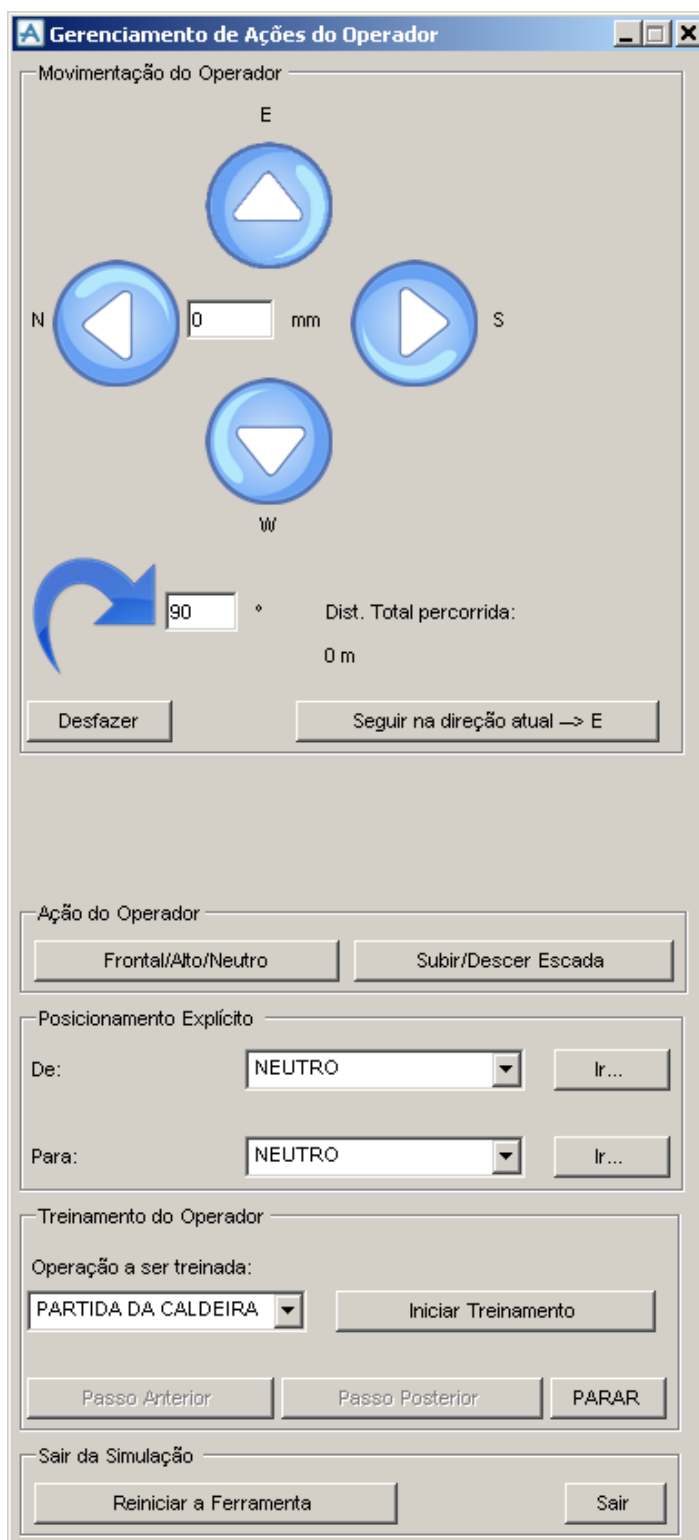 Gerenciamento de Ações do Operador
Movimentação do Operador
E
N
0
mm
S
W
90
°
Dist. Total percorrida:
0 m
Desfazer
Seguir na direção atual --> E
Ação do Operador
Frontal/Alto/Neutro
Subir/Descer Escada
Posicionamento Explícito
De:
NEUTRO
Ir...
Para:
NEUTRO
Ir...
Treinamento do Operador
Operação a ser treinada:
PARTIDA DA CALDEIRA
Iniciar Treinamento
Passo Anterior
Passo Posterior
PARAR
Sair da Simulação
Reiniciar a Ferramenta
Sair